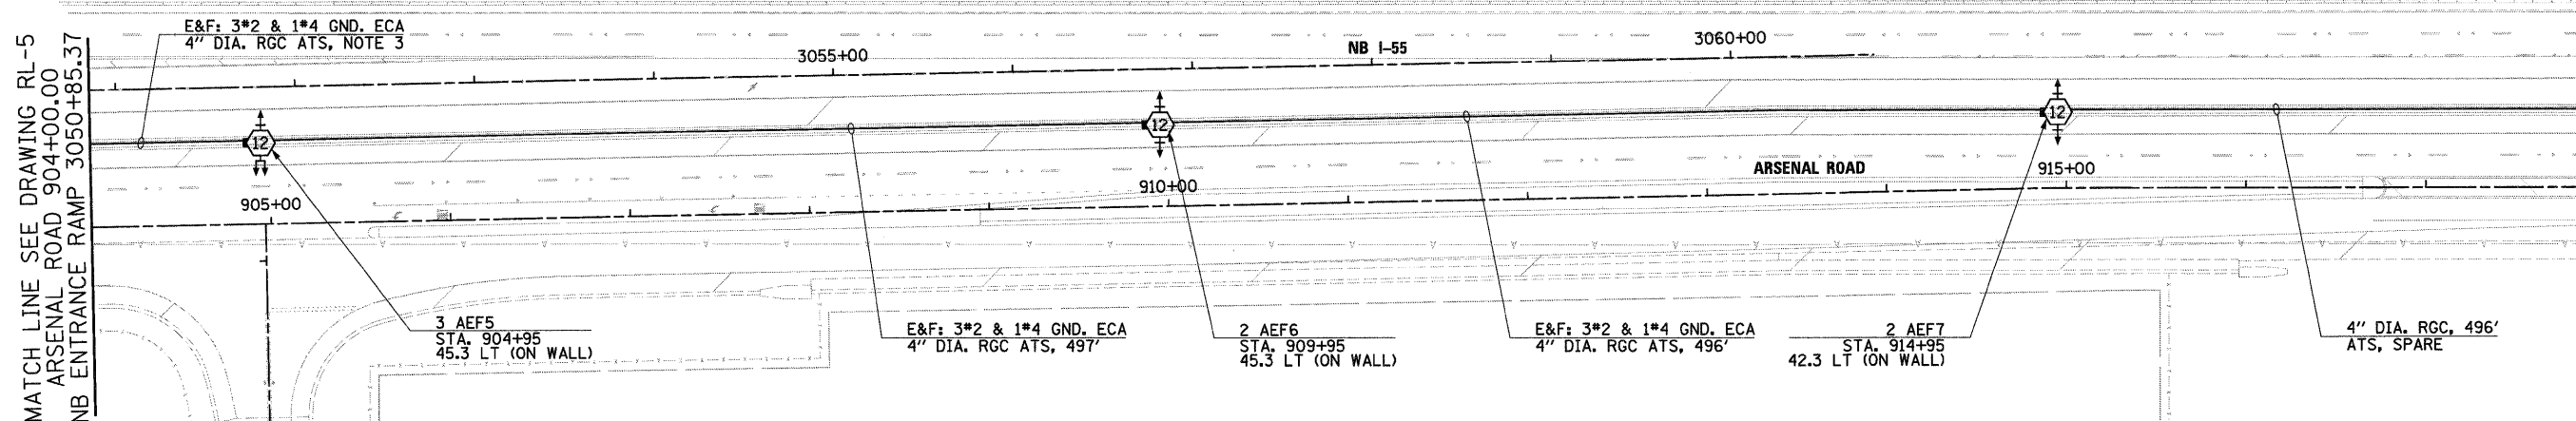 MATCH LINE SEE DRAWING RL-5
ARSENAL ROAD 904+00.00
NB ENTRANCE RAMP 3050+85.37
E&F: 3#2 & 1#4 GND. ECA
4" DIA. RGC ATS, NOTE 3
3055+00
NB I-55
3060+00
12
12
12
905+00
910+00
ARSENAL ROAD
915+00
3 AEF5
STA. 904+95
45.3 LT (ON WALL)
E&F: 3#2 & 1#4 GND. ECA
4" DIA. RGC ATS, 497'
2 AEF6
STA. 909+95
45.3 LT (ON WALL)
E&F: 3#2 & 1#4 GND. ECA
4" DIA. RGC ATS, 496'
2 AEF7
STA. 914+95
42.3 LT (ON WALL)
4" DIA. RGC, 496'
ATS, SPARE